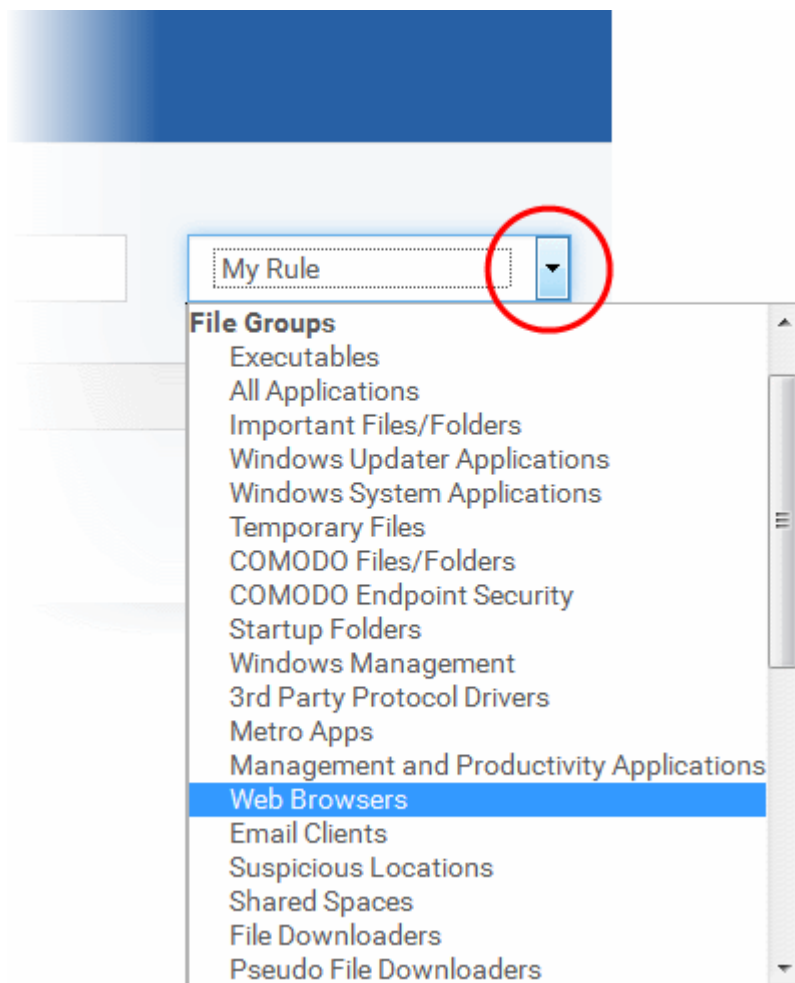 My Rule
File Groups
Executables
All Applications
Important Files/Folders
Windows Updater Applications
Windows System Applications
Temporary Files
COMODO Files/Folders
COMODO Endpoint Security
Startup Folders
Windows Management
3rd Party Protocol Drivers
Metro Apps
Management and Productivity Applications
Web Browsers
Email Clients
Suspicious Locations
Shared Spaces
File Downloaders
Pseudo File Downloaders